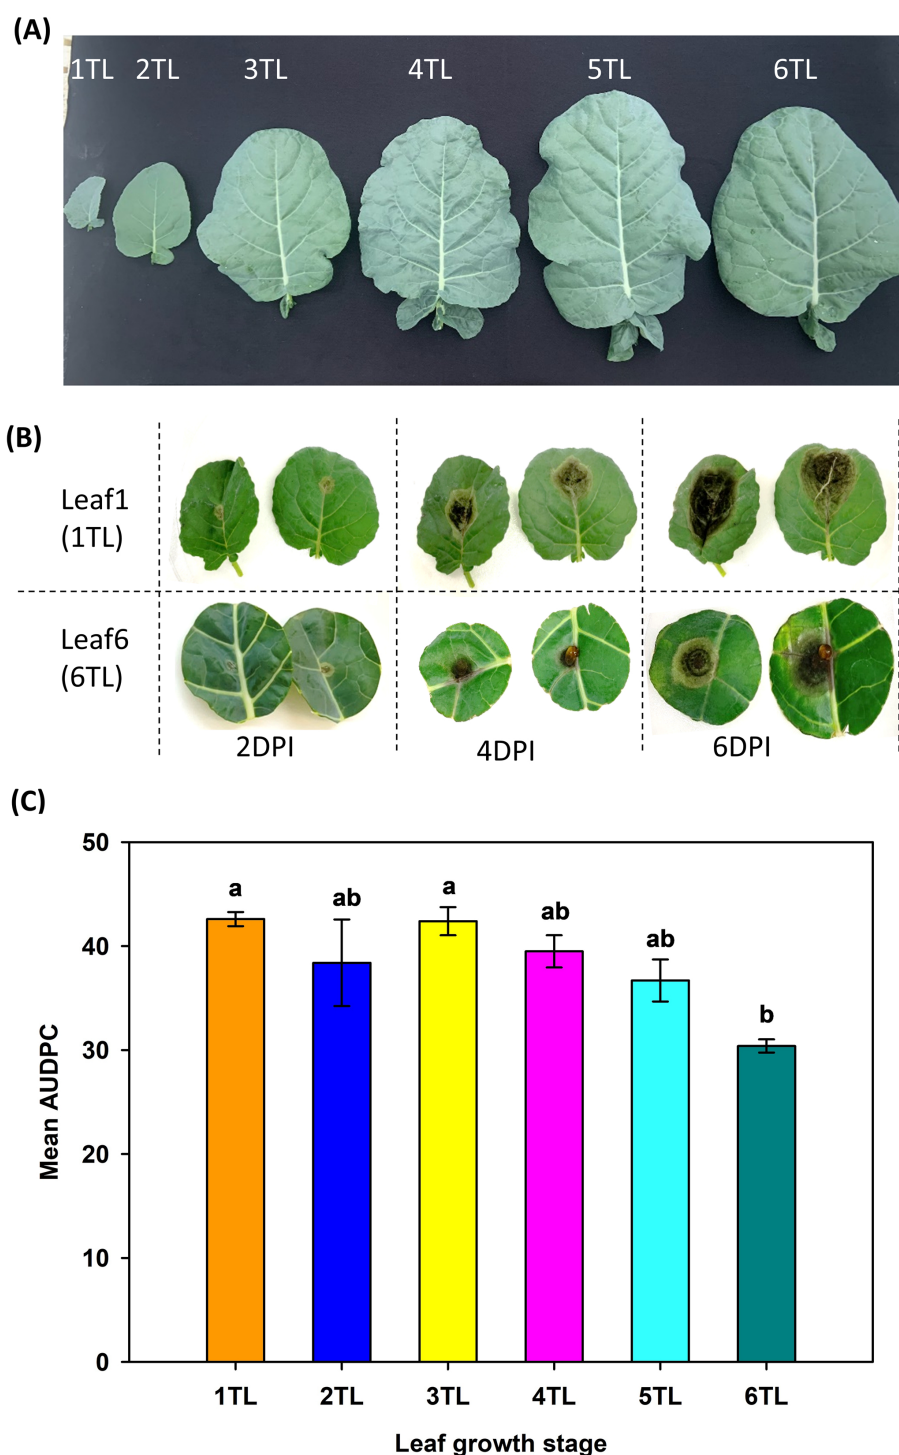 (A)
1TL 2TL 3TL 4TL 5TL 6TL
(B)
Leaf1
(1TL)
Leaf6
(6TL)
2DPI 4DPI 6DPI
(C)
50
40
30
20
10
0
Mean AUDPC
a ab a ab ab b
1TL 2TL 3TL 4TL 5TL 6TL
Leaf growth stage